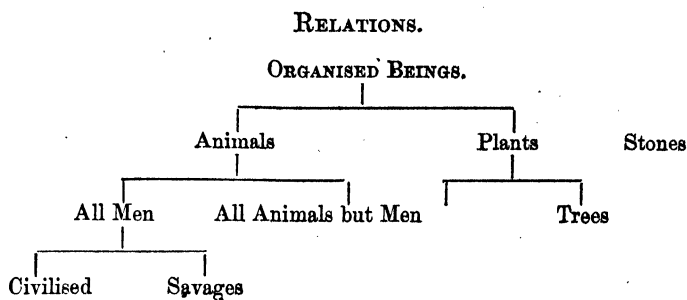 RELATIONS.
ORGANISED BEINGS.
Animals Plants Stones
All Men All Animals but Men Trees
Civilised Savages